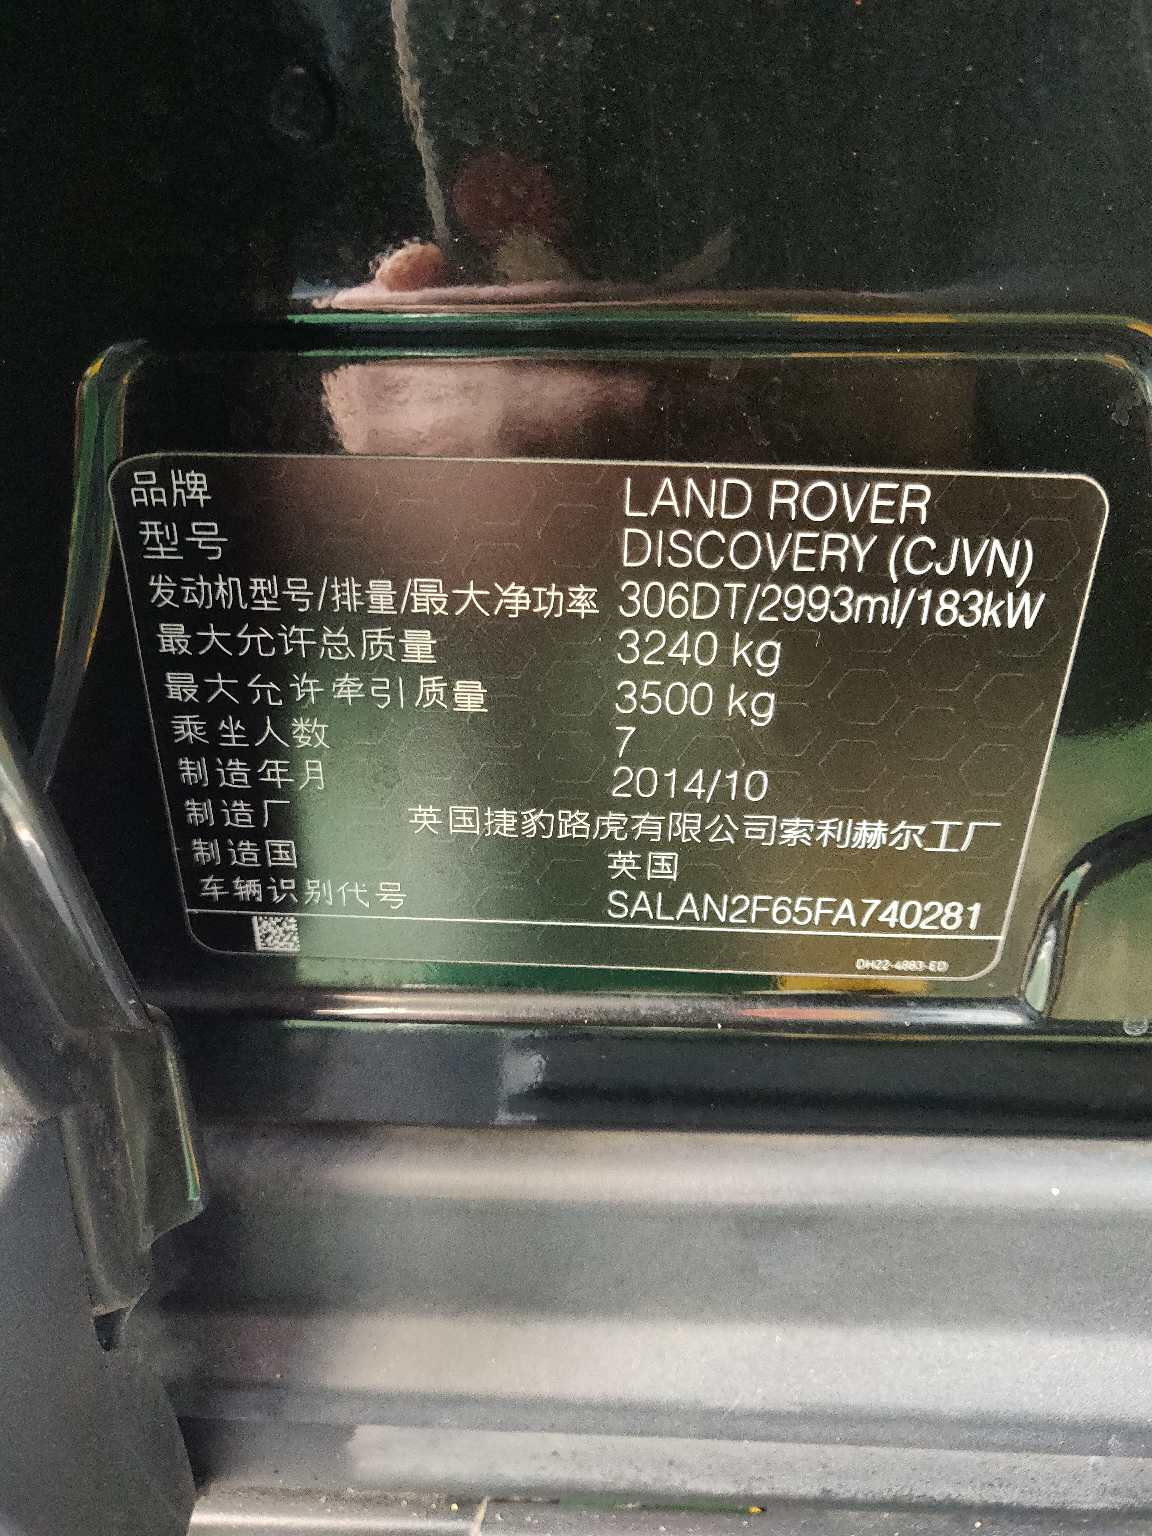 品牌 LAND ROVER
型号 DISCOVERY (CJVN)
发动机型号/排量/最大净功率 306DT/2993ml/183kW
最大允许总质量 3240 kg
最大允许牵引质量 3500 kg
乘坐人数 7
制造年月 2014/10
制造厂 英国捷豹路虎有限公司索利赫尔工厂
制造国 英国
车辆识别代号 SALAN2F65FA740281
DH22-4883-ED